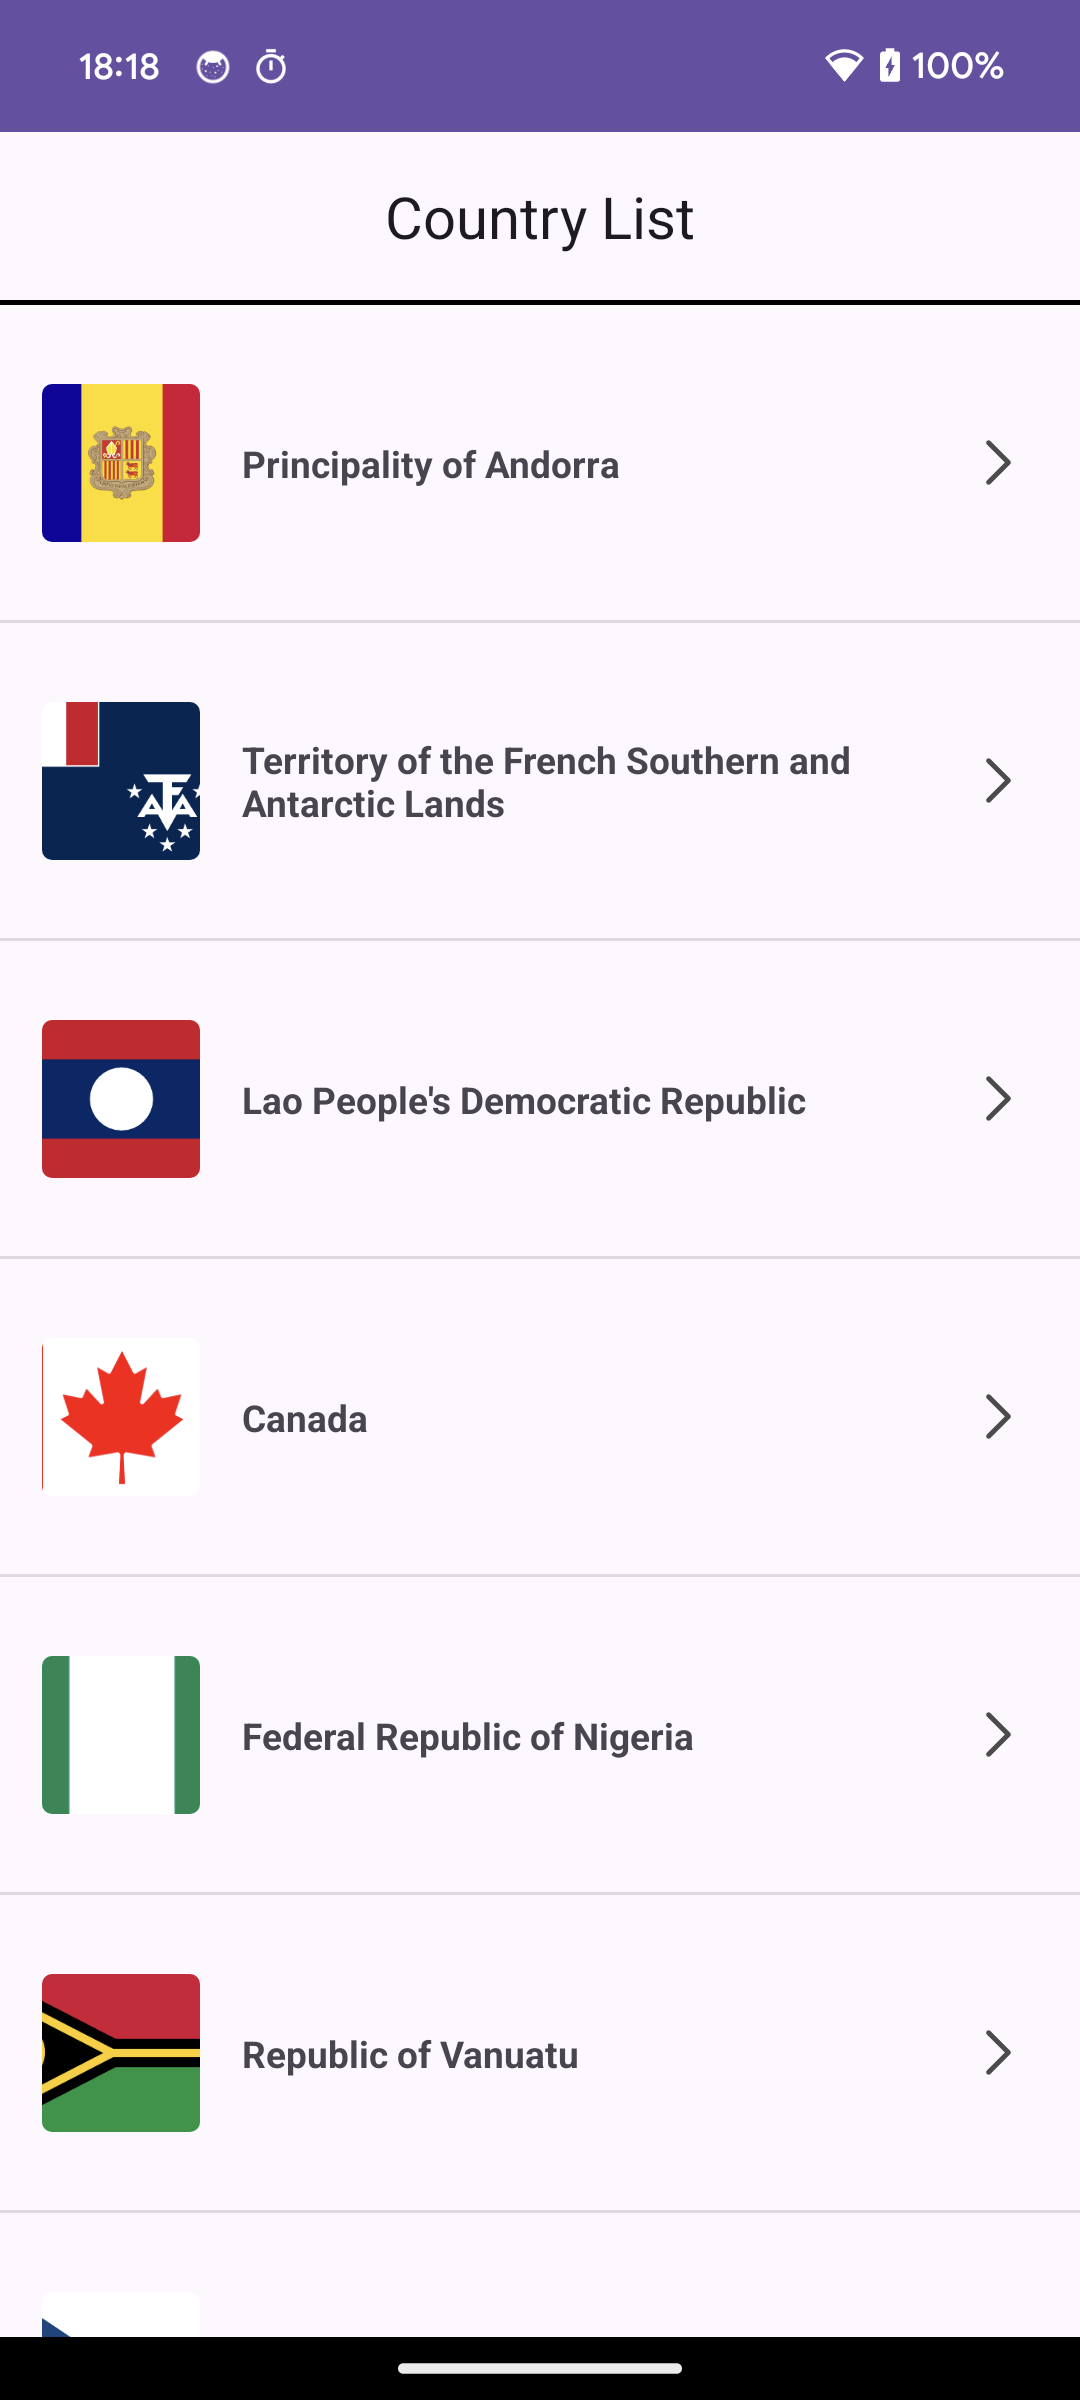 18:18
100%
Country List
Principality of Andorra
Territory of the French Southern and
Antarctic Lands
Lao People's Democratic Republic
Canada
Federal Republic of Nigeria
Republic of Vanuatu